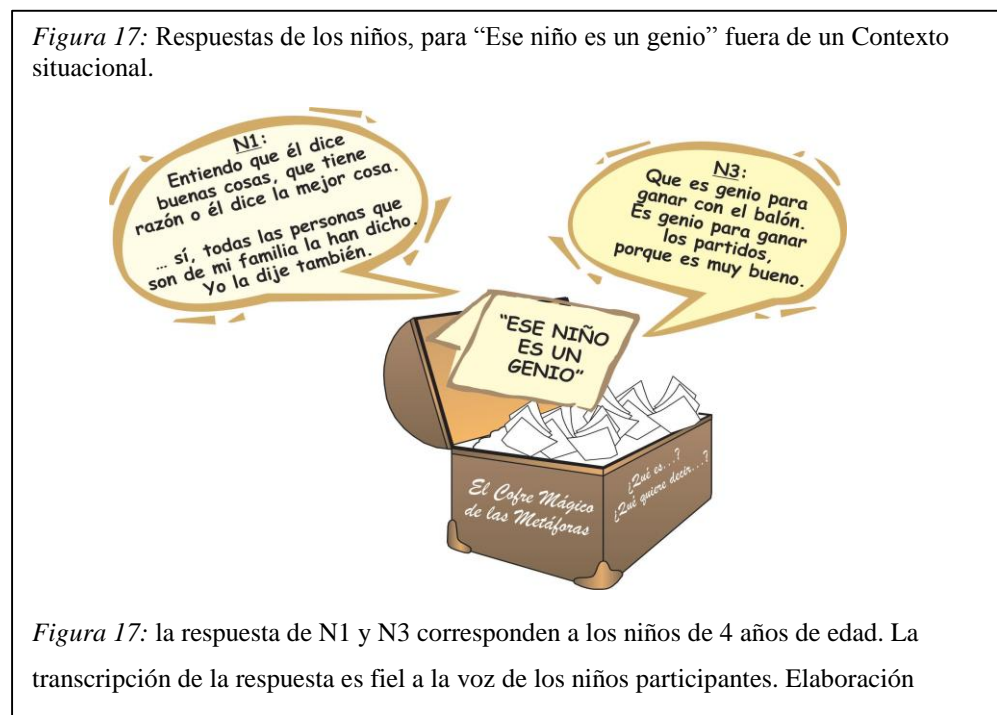 Figura 17: Respuestas de los niños, para “Ese niño es un genio” fuera de un Contexto
situacional.
N1:
Entiendo que él dice
buenas cosas, que tiene
razón o él dice la mejor cosa.
... sí, todas las personas que
son de mi familia la han dicho.
Yo la dije también.
N3:
Que es genio para
ganar con el balón.
Es genio para ganar
los partidos,
porque es muy bueno.
“ESE NIÑO
ES UN
GENIO”
El Cofre Mágico
de las Metáforas
¿Qué es...?
¿Qué quiere decir...?
Figura 17: la respuesta de N1 y N3 corresponden a los niños de 4 años de edad. La
transcripción de la respuesta es fiel a la voz de los niños participantes. Elaboración